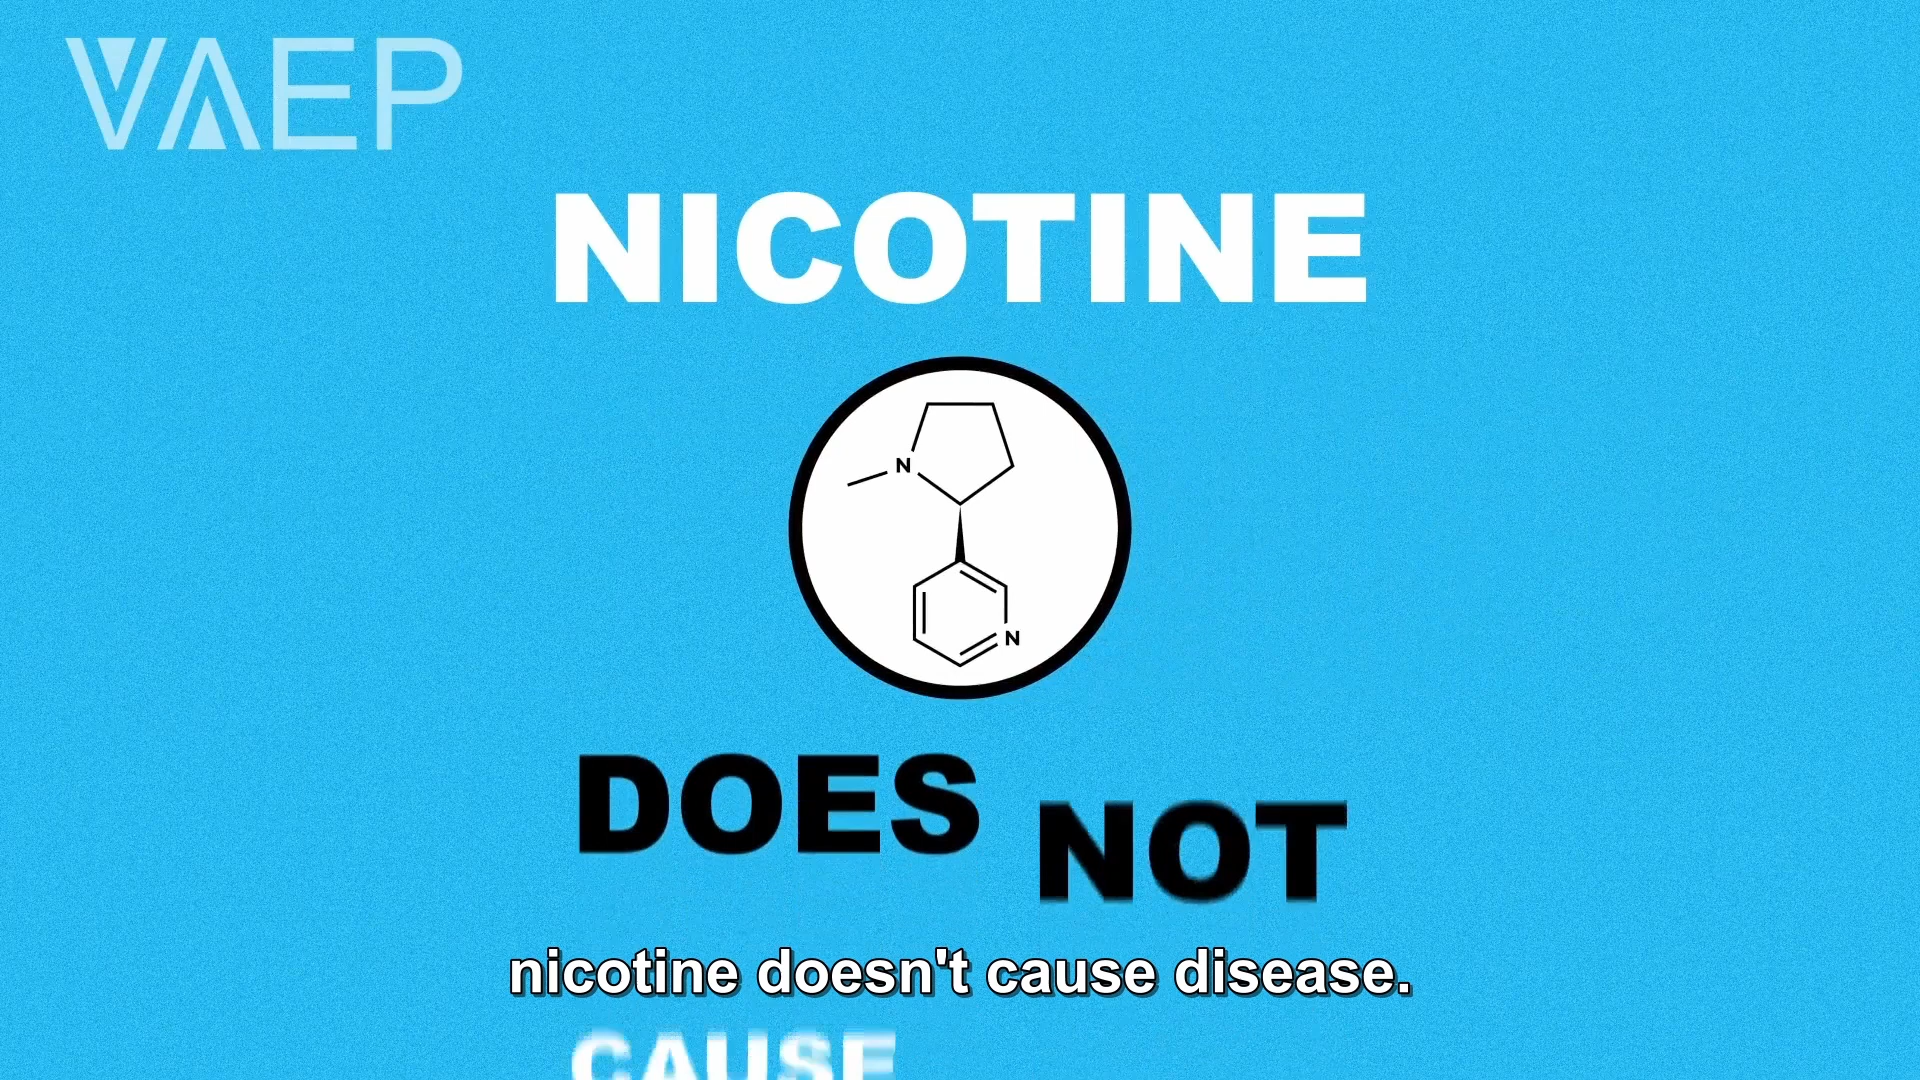 VAEP
NICOTINE
N
N
DOES NOT
nicotine doesn't cause disease.
CAUSE